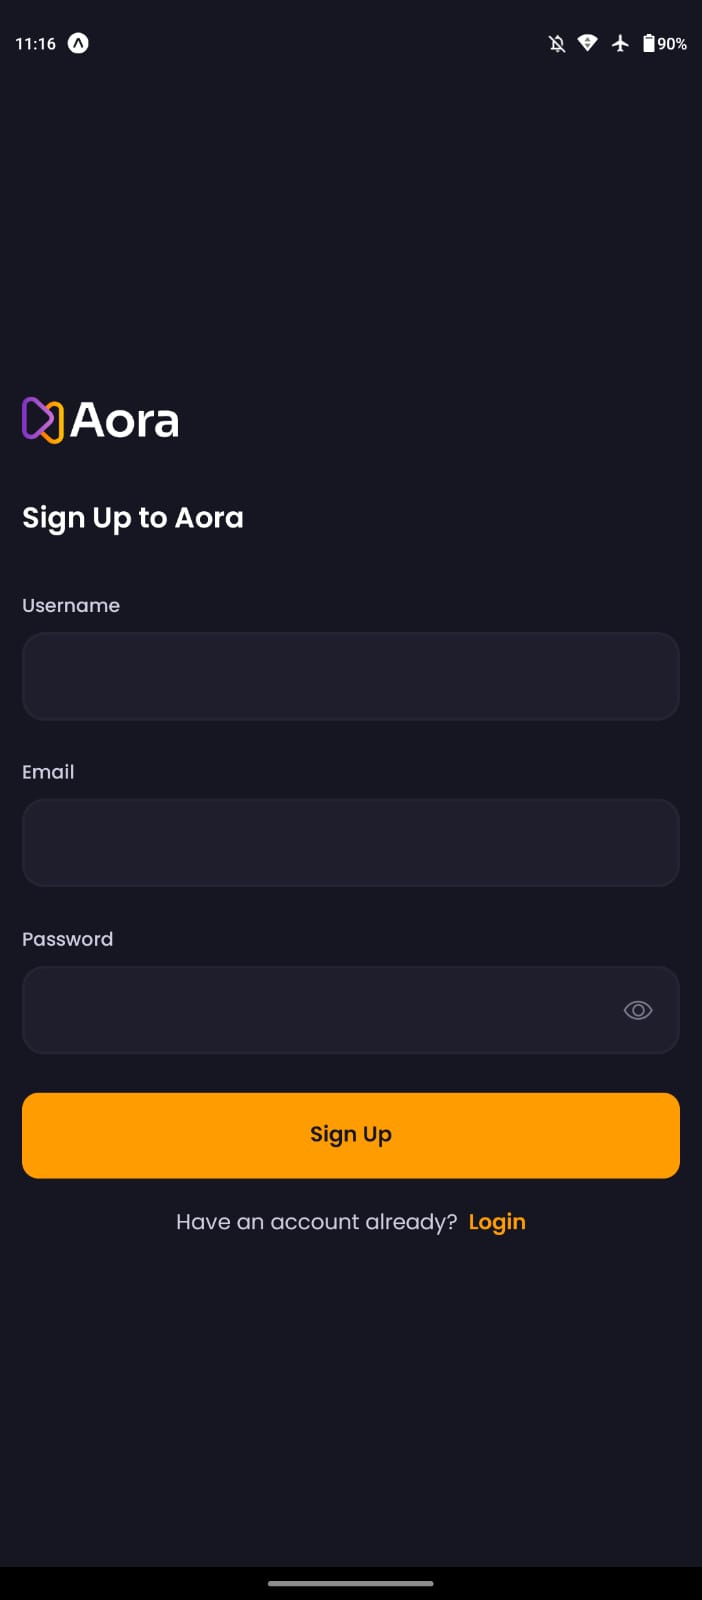 11:16
90%
Aora
Sign Up to Aora
Username
Email
Password
Sign Up
Have an account already? Login